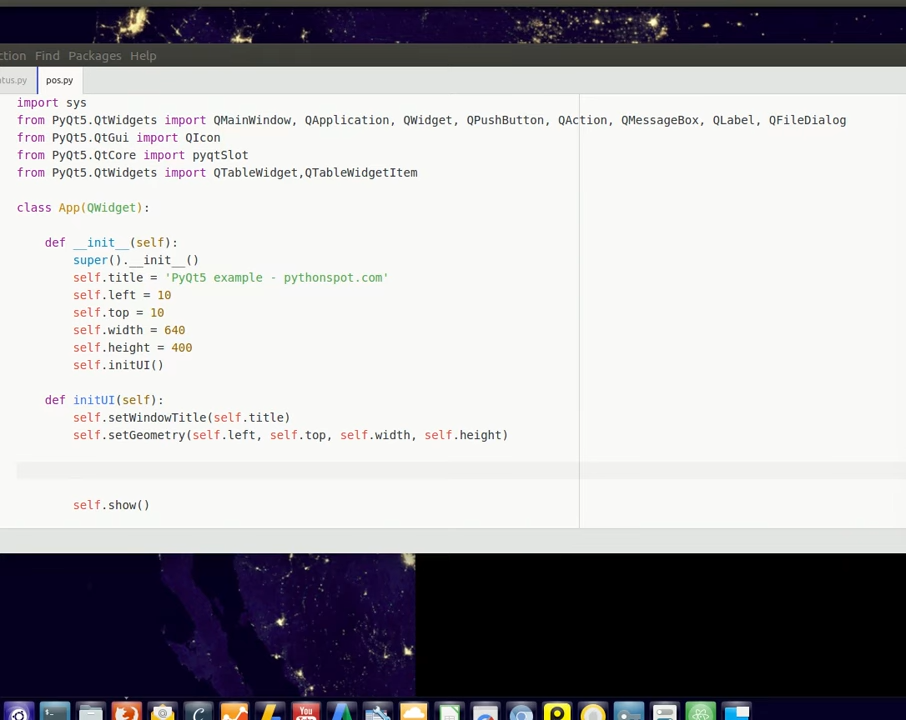 ction Find Packages Help
tus.py pos.py
import sys
from PyQt5.QtWidgets import QMainWindow, QApplication, QWidget, QPushButton, QAction, QMessageBox, QLabel, QFileDialog
from PyQt5.QtGui import QIcon
from PyQt5.QtCore import pyqtSlot
from PyQt5.QtWidgets import QTableWidget,QTableWidgetItem
class App(QWidget):
def __init__(self):
super().__init__()
self.title = 'PyQt5 example - pythonspot.com'
self.left = 10
self.top = 10
self.width = 640
self.height = 400
self.initUI()
def initUI(self):
self.setWindowTitle(self.title)
self.setGeometry(self.left, self.top, self.width, self.height)
self.show()
You